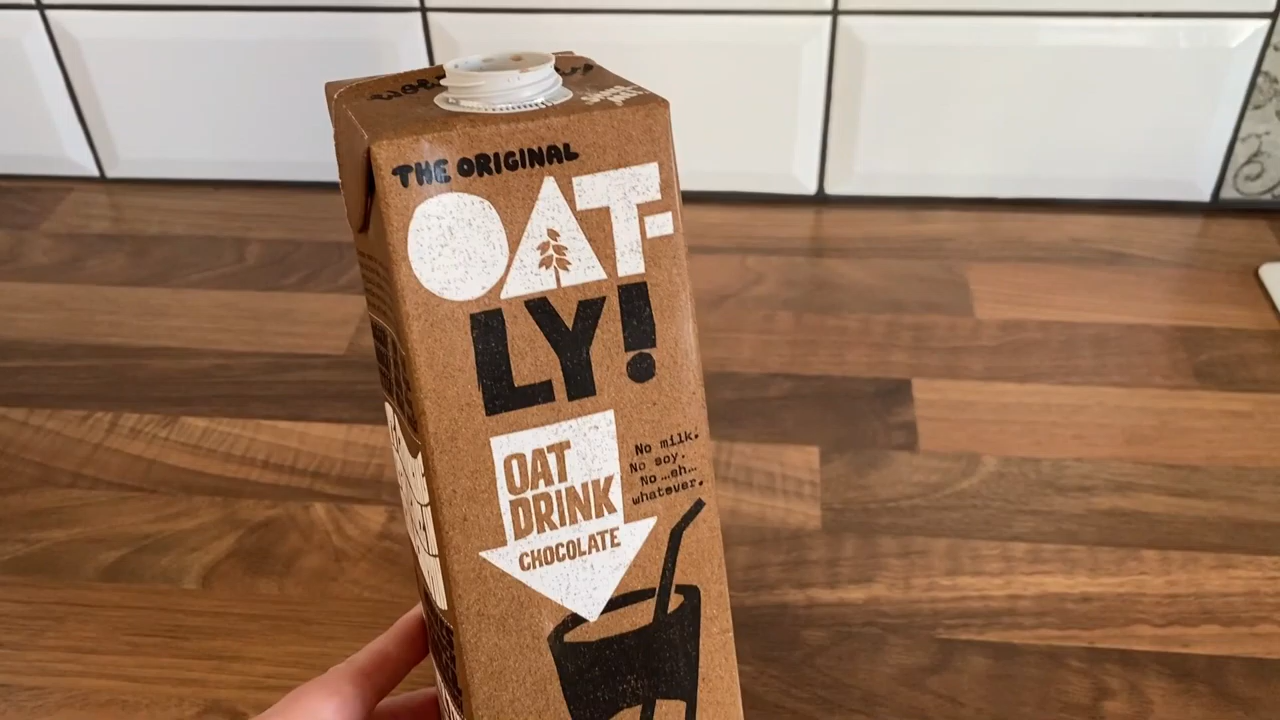 THE ORIGINAL
OAT-
LY!
OAT
DRINK
CHOCOLATE
No milk.
No soy.
No ...eh...
whatever.